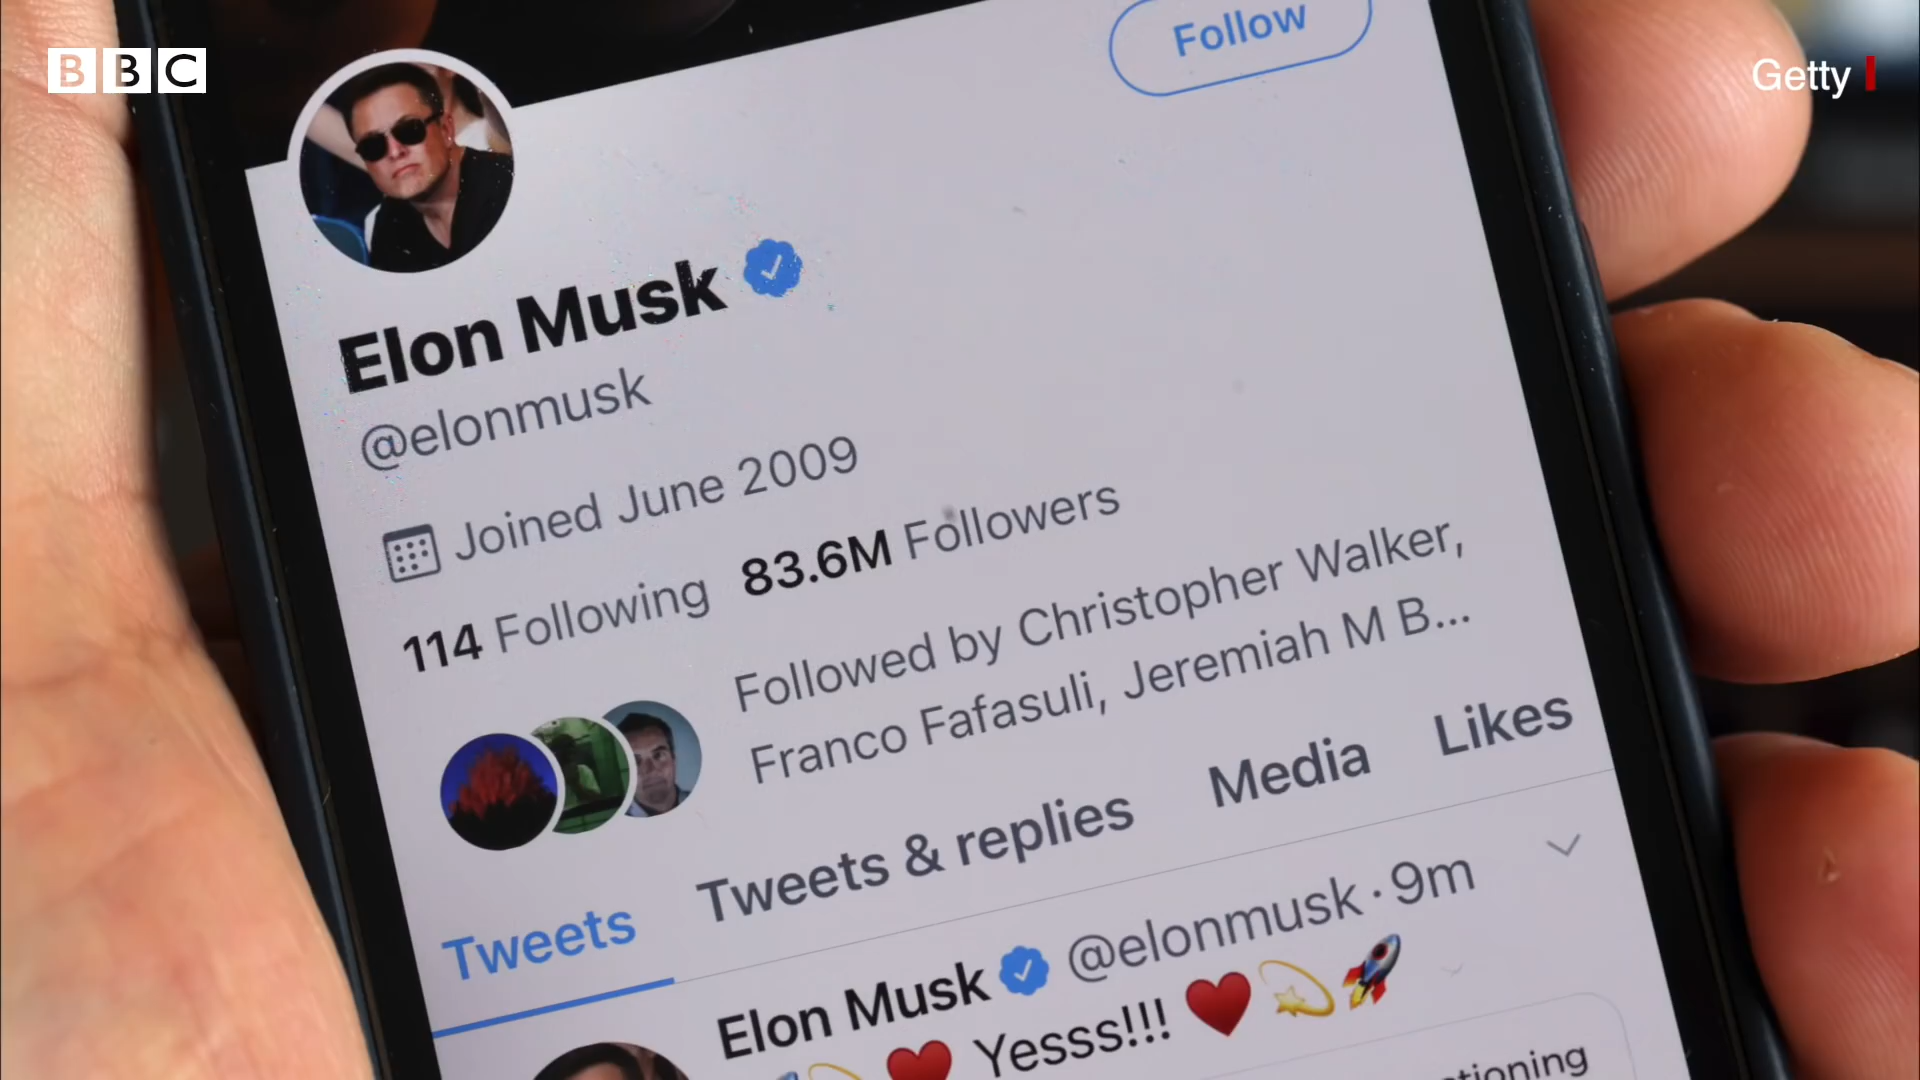 BBC
Getty
Follow
Elon Musk
@elonmusk
Joined June 2009
114 Following 83.6M Followers
Followed by Christopher Walker,
Franco Fafasuli, Jeremiah M B...
Tweets Tweets & replies Media Likes
Elon Musk @elonmusk · 9m
Yesss!!!